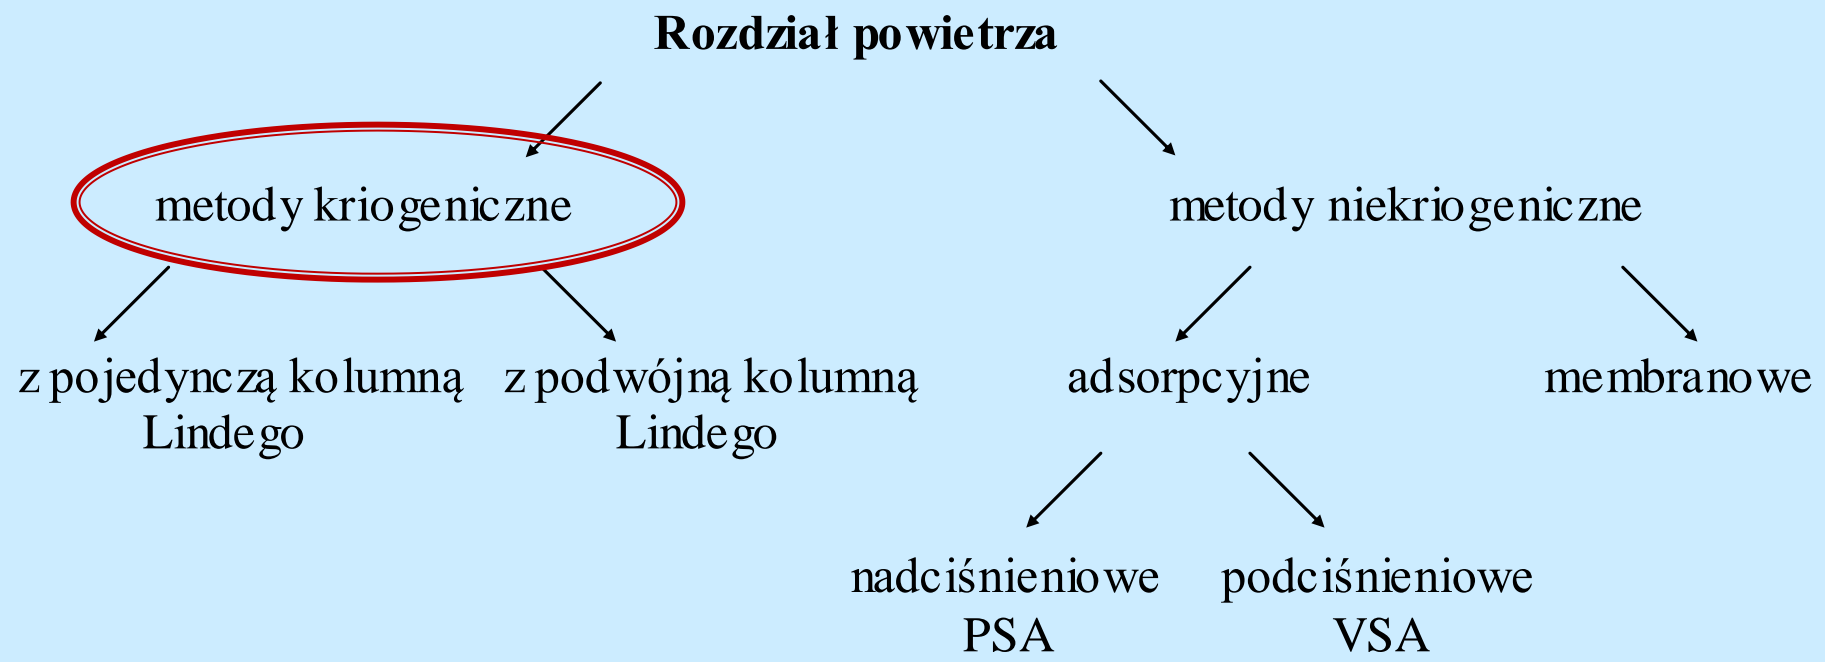 Rozdział powietrza
metody kriogeniczne
metody niekriogeniczne
z pojedynczą kolumną
Lindego
z podwójną kolumną
Lindego
adsorpcyjne
membranowe
nadciśnieniowe
PSA
podciśnieniowe
VSA